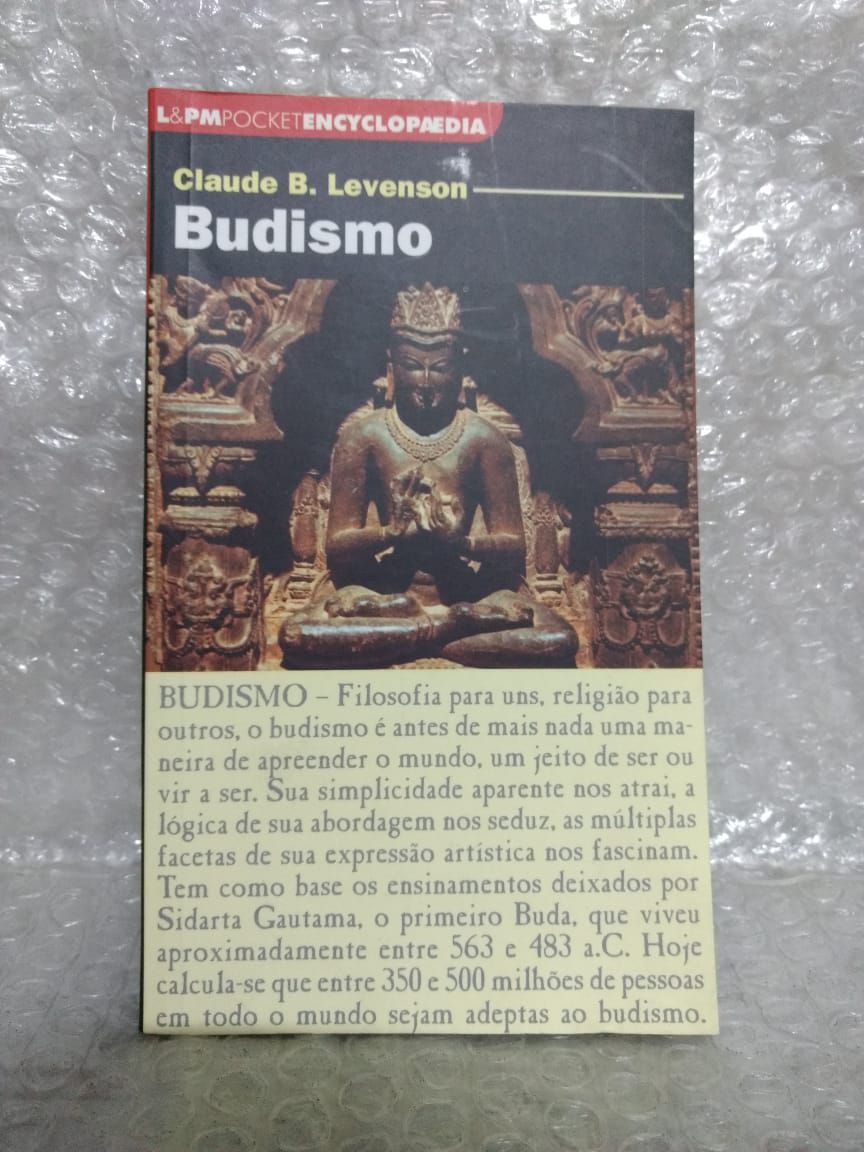 L&PMPOCKETENCYCLOPÆDIA
Claude B. Levenson
Budismo
BUDISMO – Filosofia para uns, religião para
outros, o budismo é antes de mais nada uma ma-
neira de apreender o mundo, um jeito de ser ou
vir a ser. Sua simplicidade aparente nos atrai, a
lógica de sua abordagem nos seduz, as múltiplas
facetas de sua expressão artística nos fascinam.
Tem como base os ensinamentos deixados por
Sidarta Gautama, o primeiro Buda, que viveu
aproximadamente entre 563 e 483 a.C. Hoje
calcula-se que entre 350 e 500 milhões de pessoas
em todo o mundo sejam adeptas ao budismo.